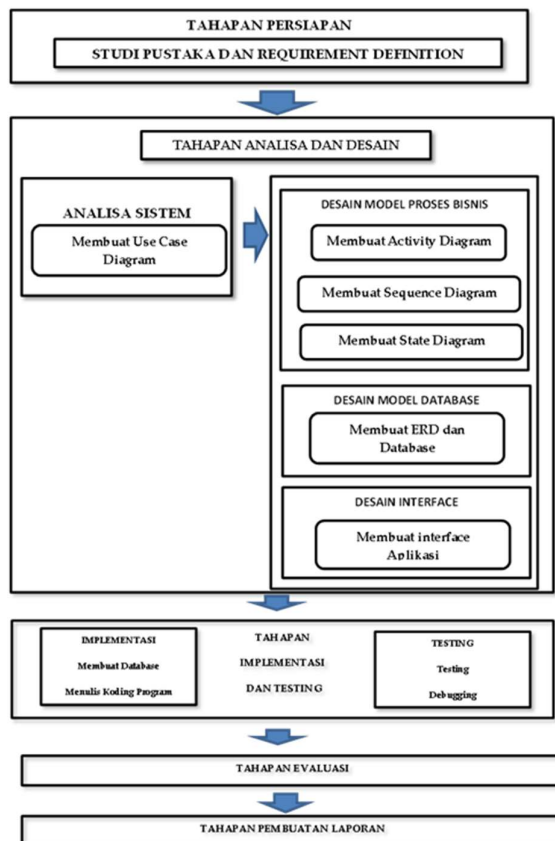 TAHAPAN PERSIAPAN
STUDI PUSTAKA DAN REQUIREMENT DEFINITION
TAHAPAN ANALISA DAN DESAIN
ANALISA SISTEM
Membuat Use Case
Diagram
DESAIN MODEL PROSES BISNIS
Membuat Activity Diagram
Membuat Sequence Diagram
Membuat State Diagram
DESAIN MODEL DATABASE
Membuat ERD dan
Database
DESAIN INTERFACE
Membuat interface
Aplikasi
IMPLEMENTASI
Membuat Database
Menulis Koding Program
TAHAPAN
IMPLEMENTASI
DAN TESTING
TESTING
Testing
Debugging
TAHAPAN EVALUASI
TAHAPAN PEMBUATAN LAPORAN